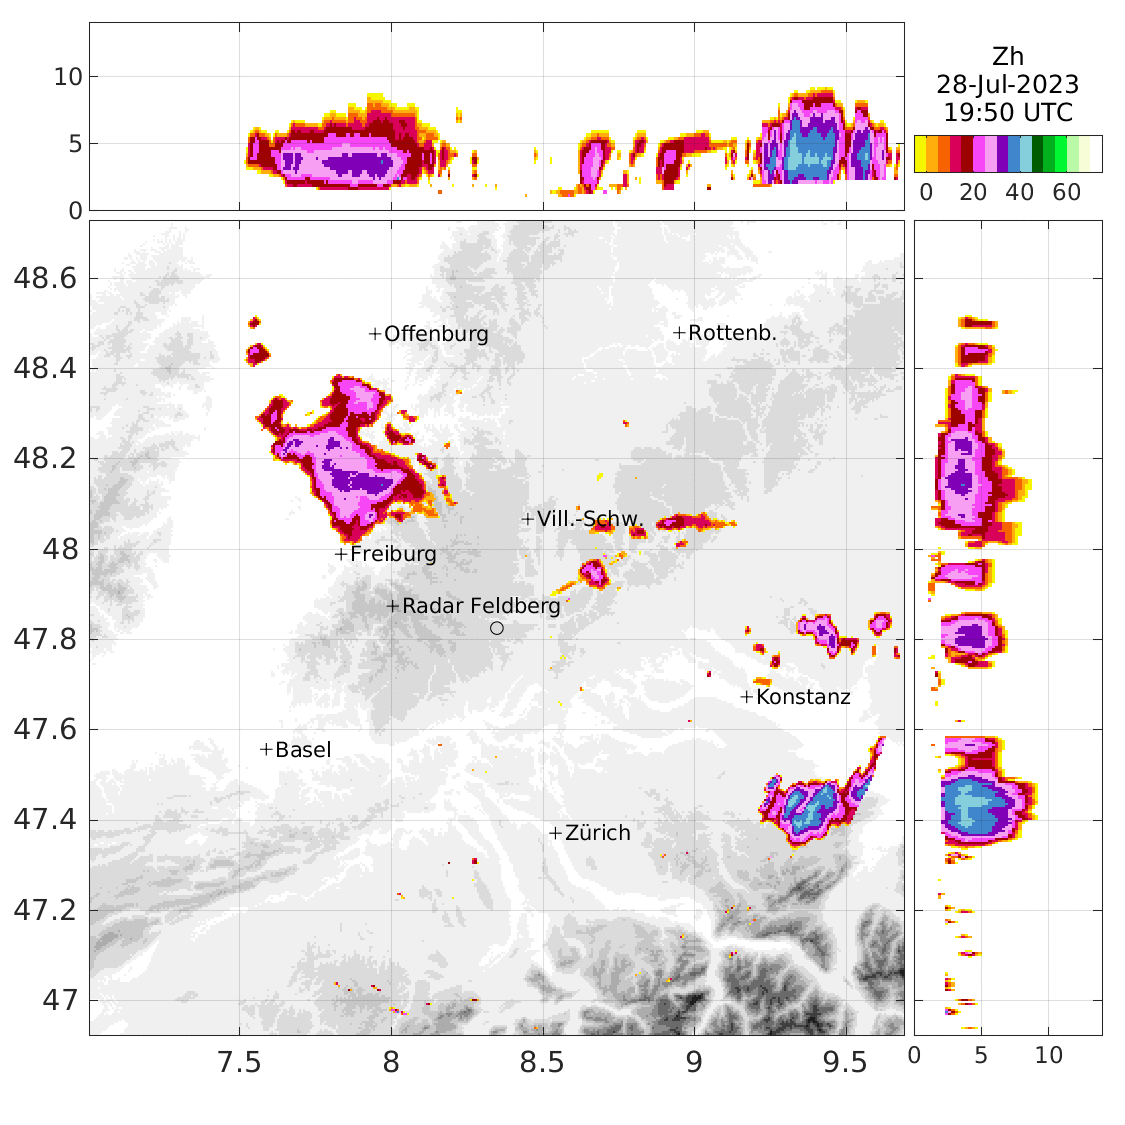 10
5
0
Zh
28-Jul-2023
19:50 UTC
0 20 40 60
48.6
48.4
48.2
48
47.8
47.6
47.4
47.2
47
+Offenburg
+Rottenb.
+Vill.-Schw.
+Freiburg
+Radar Feldberg
+Konstanz
+Basel
+Zürich
7.5 8 8.5 9 9.5
0 5 10